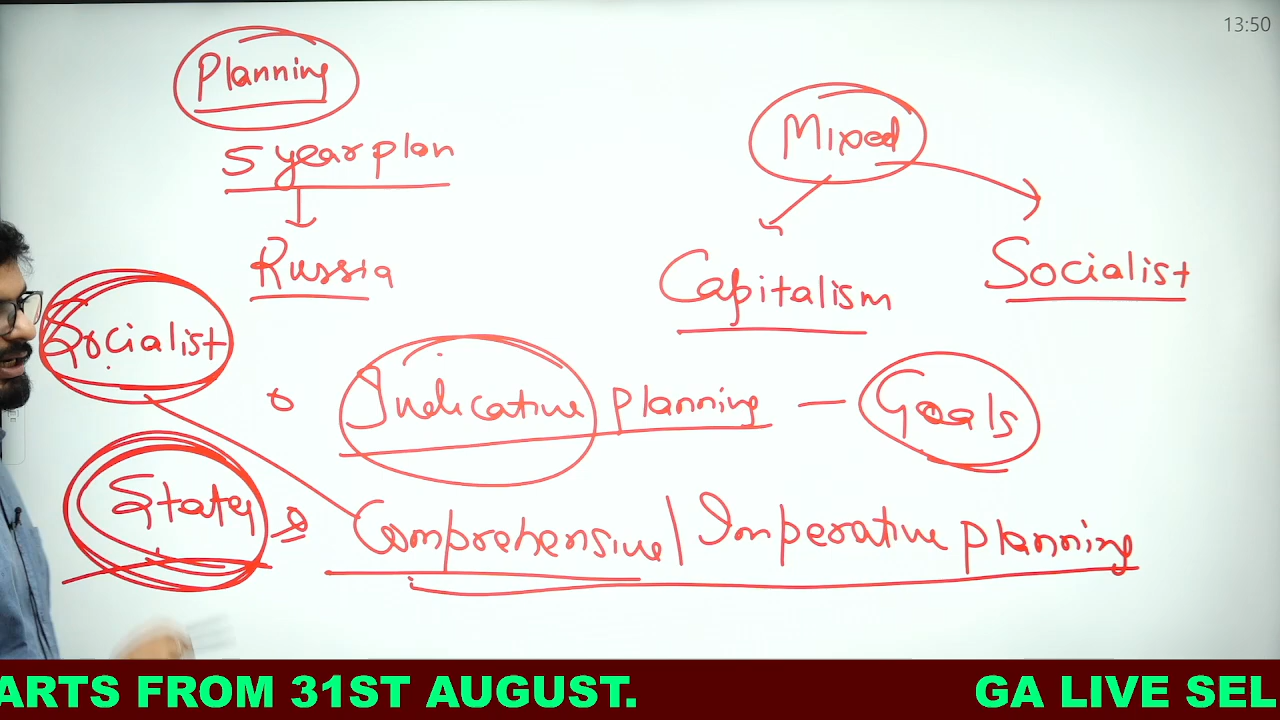 13:50
Planning
5 year plan
Russia
Mixed
Capitalism
Socialist
Socialist
Indicative planning — Goals
States
Comprehensive/Imperative planning
ARTS FROM 31ST AUGUST.
GA LIVE SEL